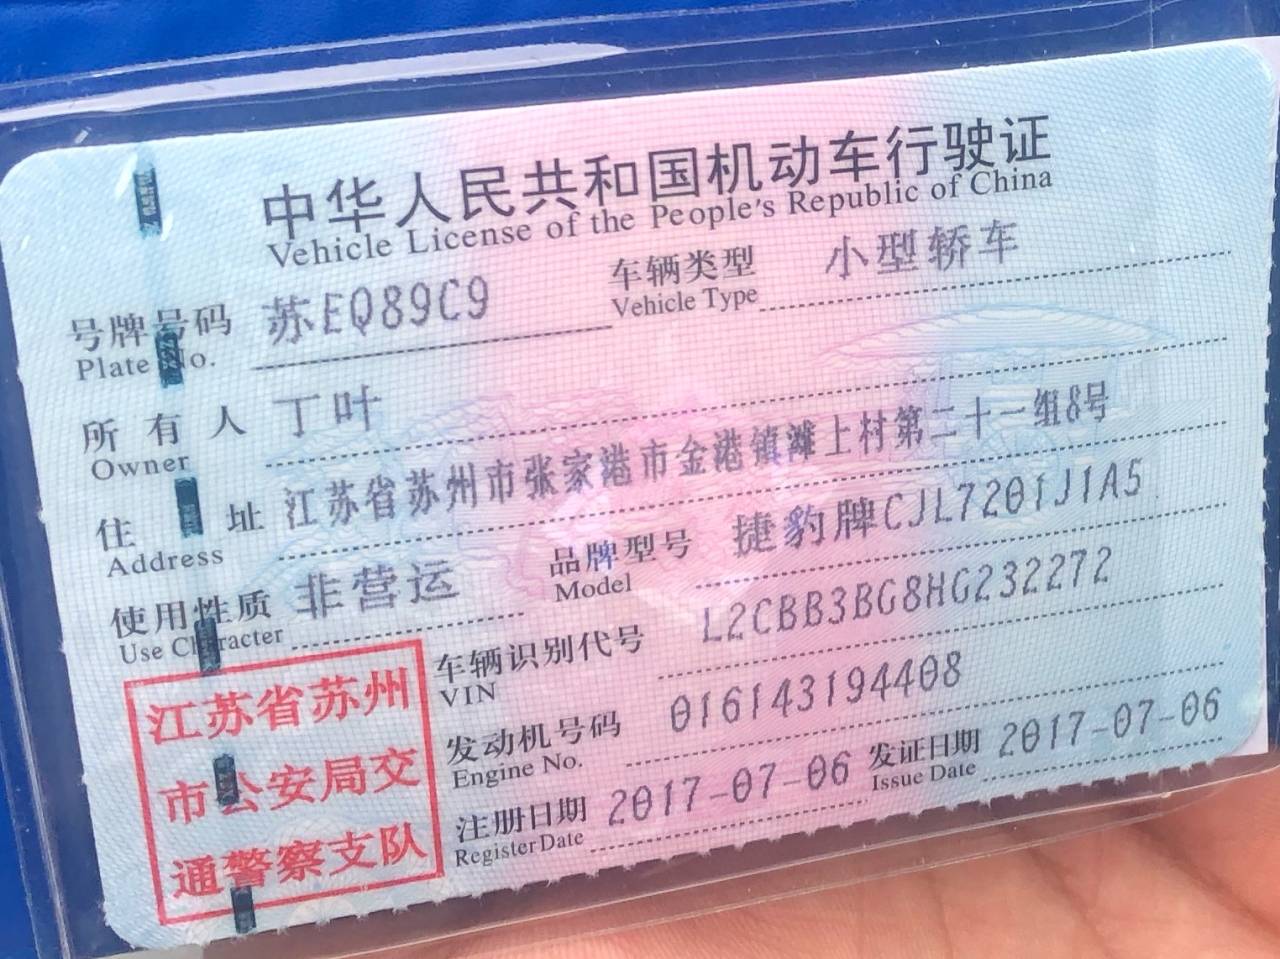 中华人民共和国机动车行驶证
Vehicle License of the People's Republic of China
号牌号码 苏EQ89C9 车辆类型 小型轿车
Plate No. Vehicle Type
所有人 丁叶
Owner
住址 江苏省苏州市张家港市金港镇滩上村第二十一组8号
Address
使用性质 非营运 品牌型号 捷豹牌CJL7201J1A5
Use Character Model
车辆识别代号 L2CBB3BG8HG232272
VIN
发动机号码 016143194408
Engine No.
注册日期 2017-07-06 发证日期 2017-07-06
Register Date Issue Date
江苏省苏州
市公安局交
通警察支队